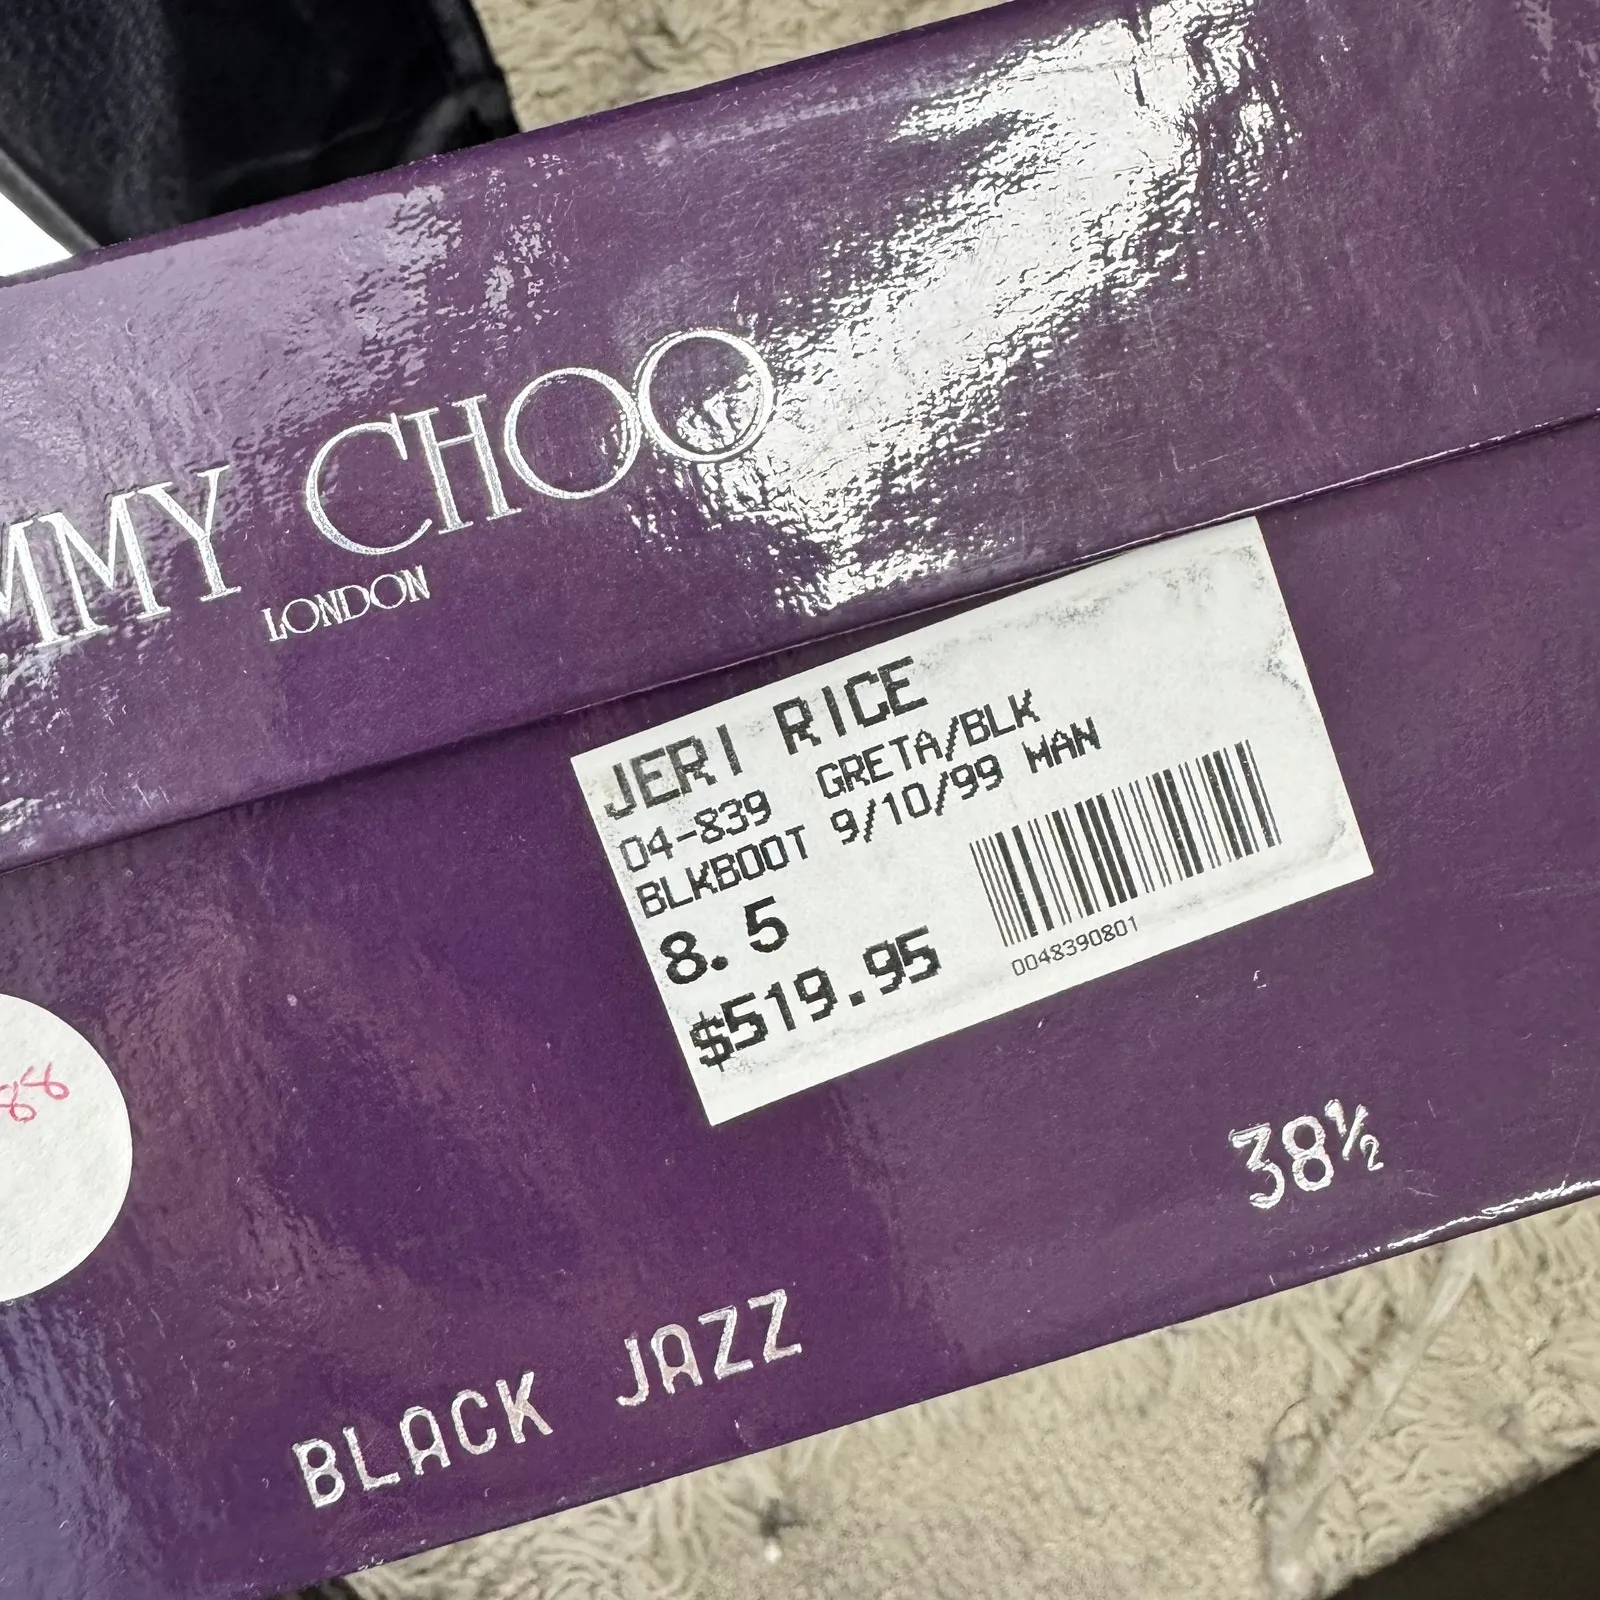 MMY CHOO
LONDON
JERI RICE
04-839 GRETA/BLK
BLKBOOT 9/10/99 MAN
8.5
$519.95
0048390801
88
38½
BLACK JAZZ